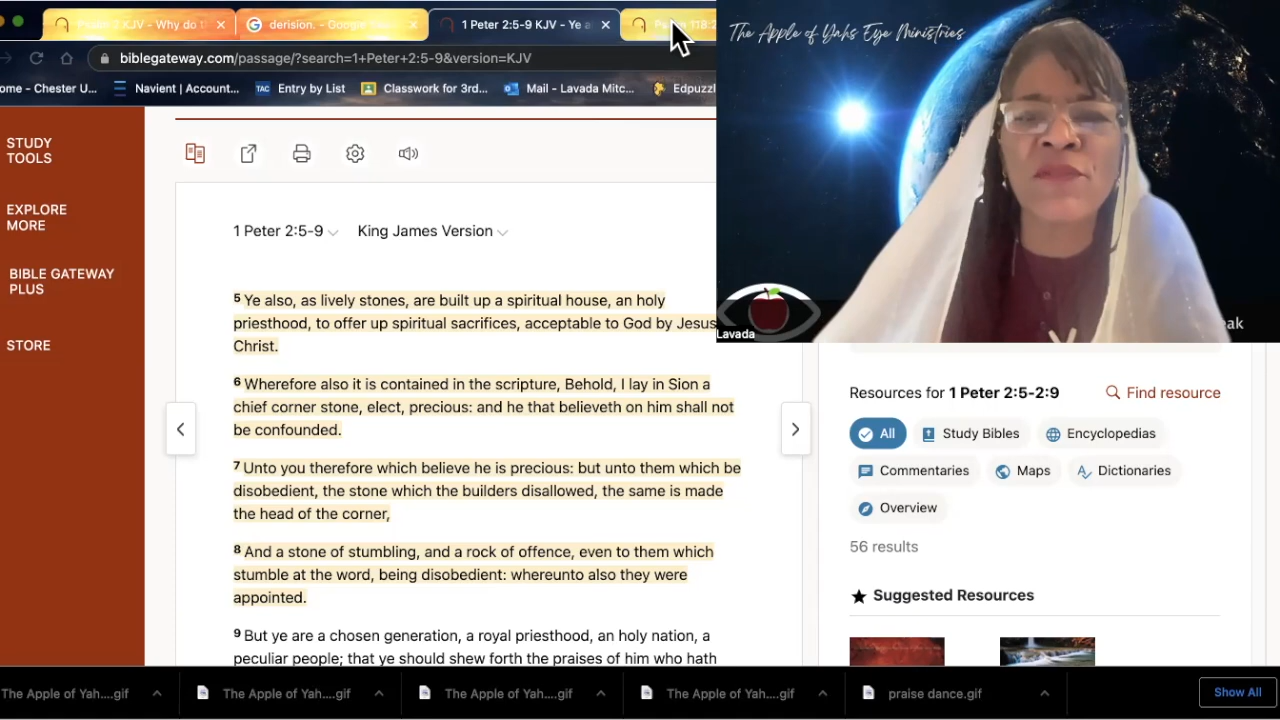 KJV - Why do
derision. - Google
1 Peter 2:5-9 KJV - Ye a
118:2
The Apple of Yahs Eye Ministries
biblegateway.com/passage/?search=1+Peter+2:5-9&version=KJV
ome - Chester U...
Navient | Account...
TAC Entry by List
Classwork for 3rd...
Mail - Lavada Mitc...
Edpuzzl
STUDY
TOOLS
EXPLORE
MORE
BIBLE GATEWAY
PLUS
STORE
1 Peter 2:5-9
King James Version
5 Ye also, as lively stones, are built up a spiritual house, an holy
priesthood, to offer up spiritual sacrifices, acceptable to God by Jesus
Christ.
6 Wherefore also it is contained in the scripture, Behold, I lay in Sion a
chief corner stone, elect, precious: and he that believeth on him shall not
be confounded.
7 Unto you therefore which believe he is precious: but unto them which be
disobedient, the stone which the builders disallowed, the same is made
the head of the corner,
8 And a stone of stumbling, and a rock of offence, even to them which
stumble at the word, being disobedient: whereunto also they were
appointed.
9 But ye are a chosen generation, a royal priesthood, an holy nation, a
peculiar people; that ye should shew forth the praises of him who hath
Lavada
eak
Resources for 1 Peter 2:5-2:9
Find resource
All
Study Bibles
Encyclopedias
Commentaries
Maps
Dictionaries
Overview
56 results
Suggested Resources
The Apple of Yah....gif
The Apple of Yah....gif
The Apple of Yah....gif
The Apple of Yah....gif
praise dance.gif
Show All